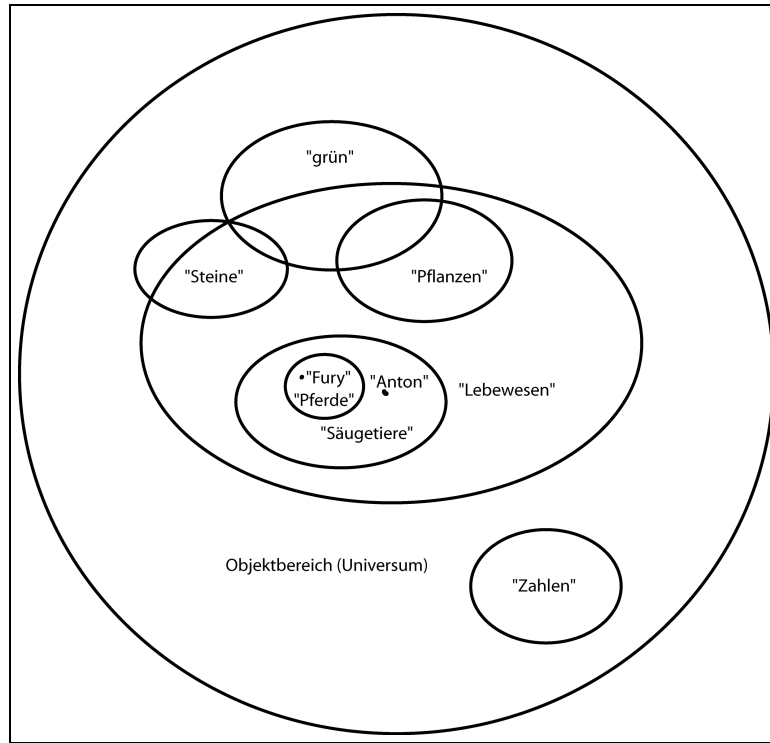 "grün"
"Steine"
"Pflanzen"
"Fury"
"Anton"
"Lebewesen"
"Pferde"
"Säugetiere"
Objektbereich (Universum)
"Zahlen"